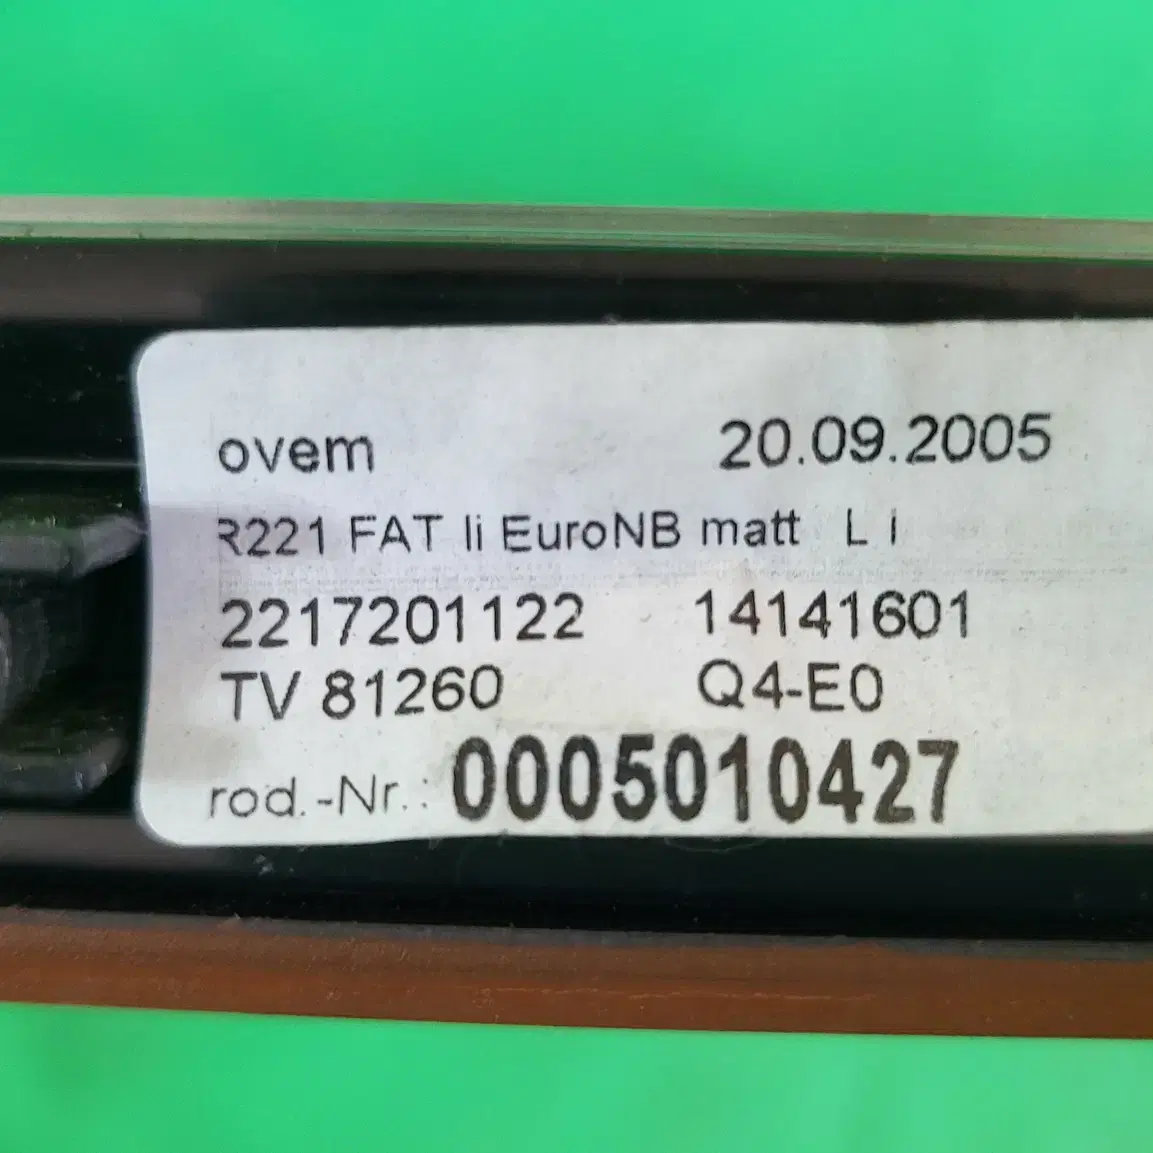 ovem 20.09.2005
R221 FAT li EuroNB matt L i
2217201122 14141601
TV 81260 Q4-E0
rod.-Nr.: 0005010427